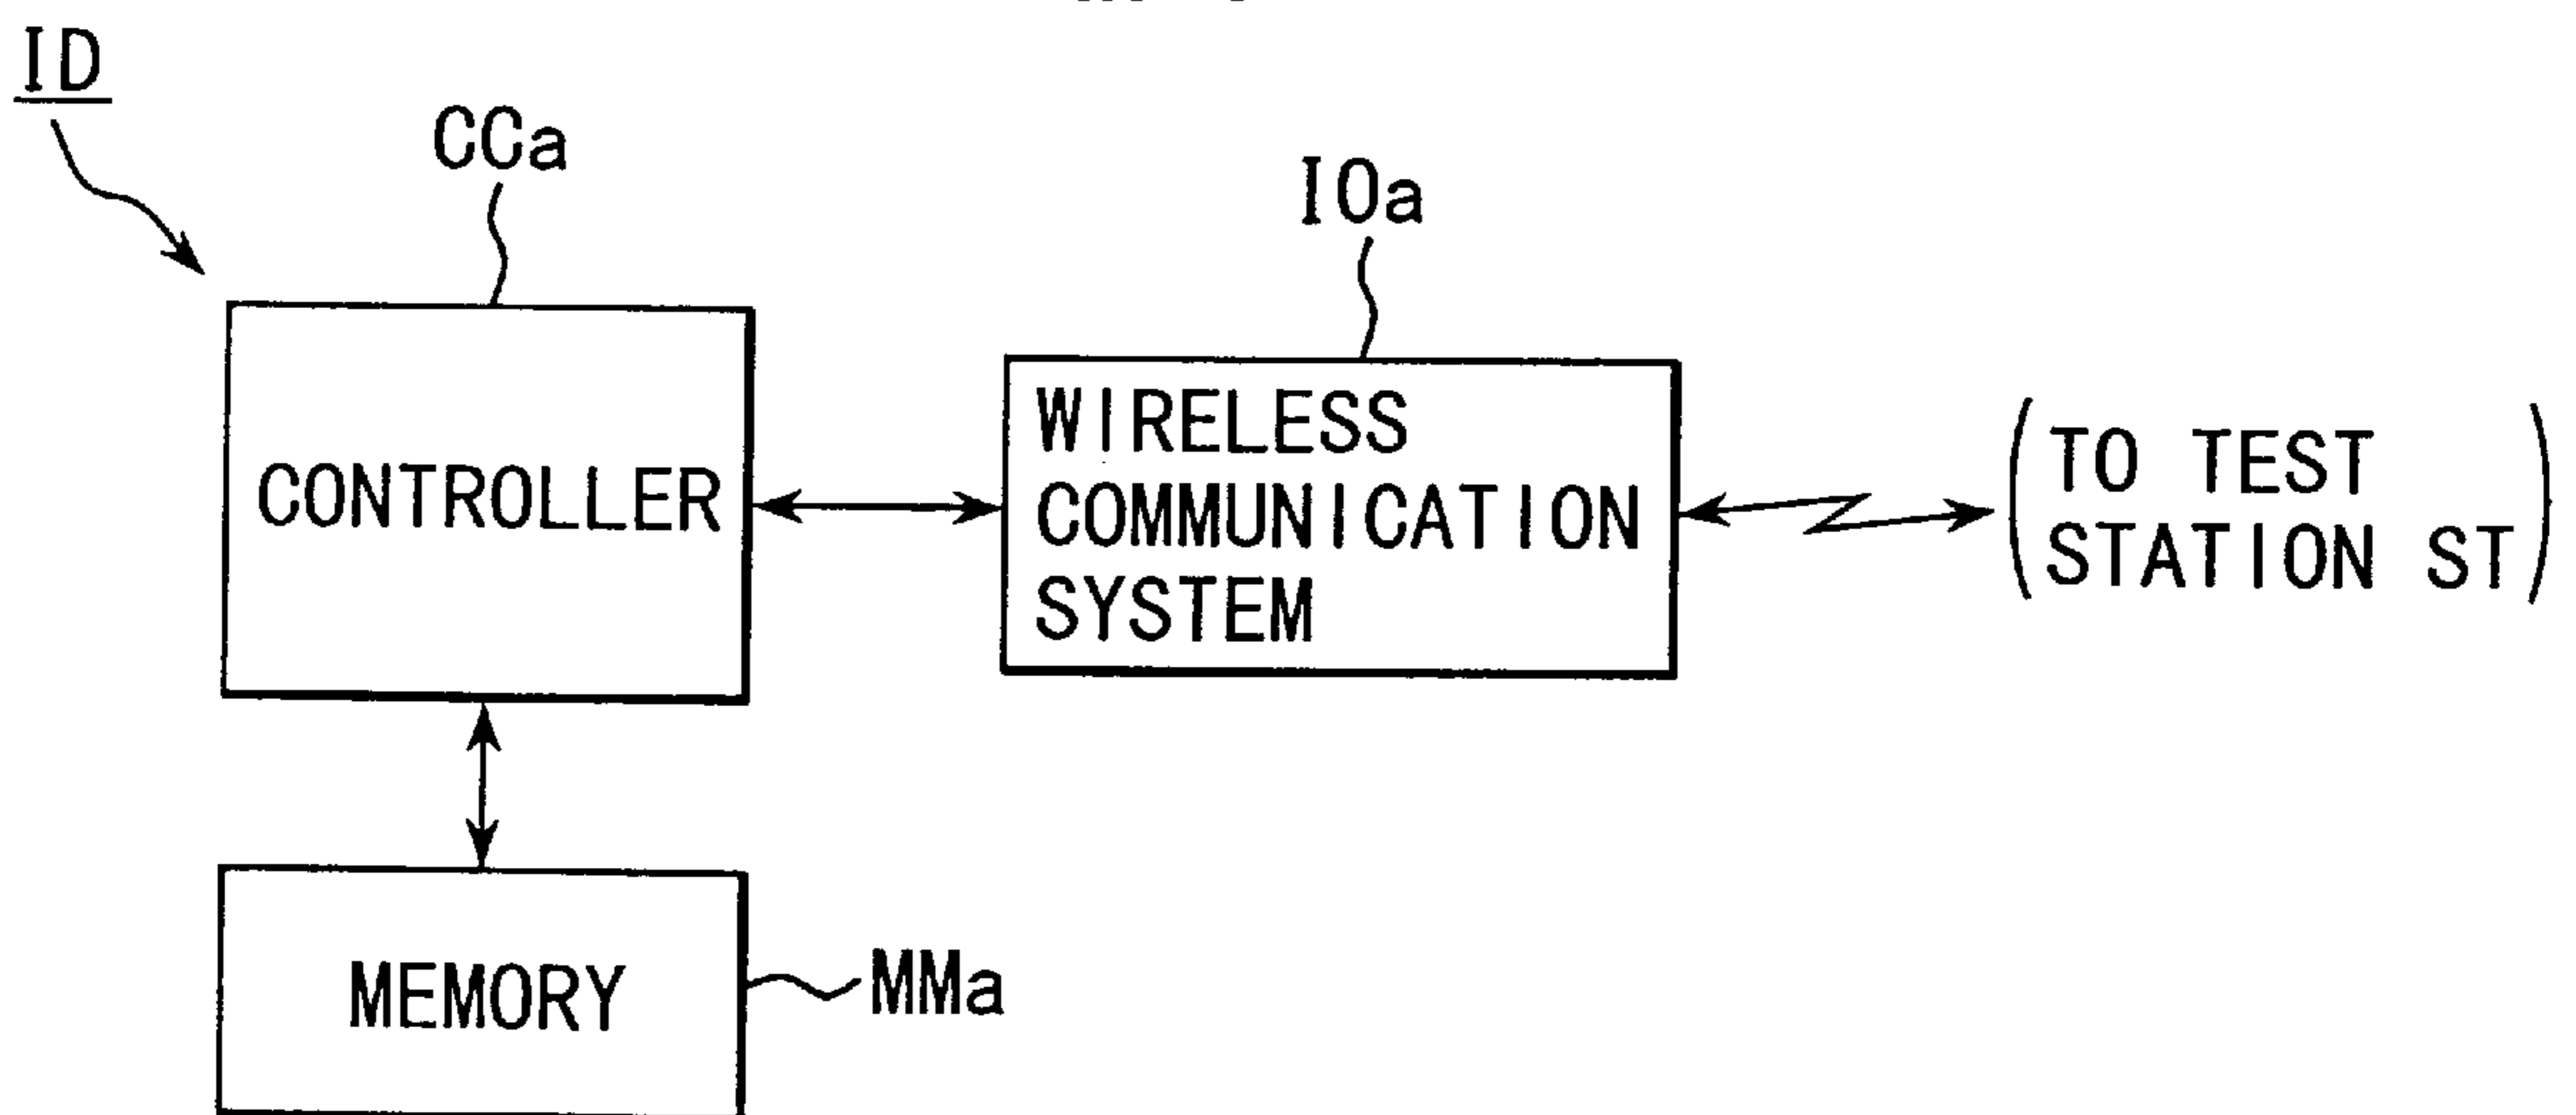 ID
CCa
IOa
CONTROLLER
WIRELESS
COMMUNICATION
SYSTEM
(TO TEST
STATION ST)
MEMORY
MMa